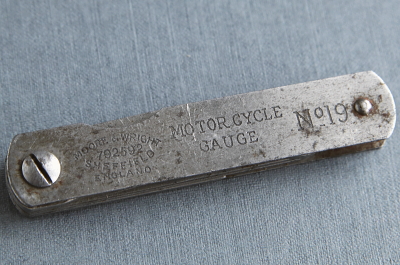 MOORE & WRIGHT
SHEFFIELD
ENGLAND
MOTOR CYCLE
GAUGE
No19